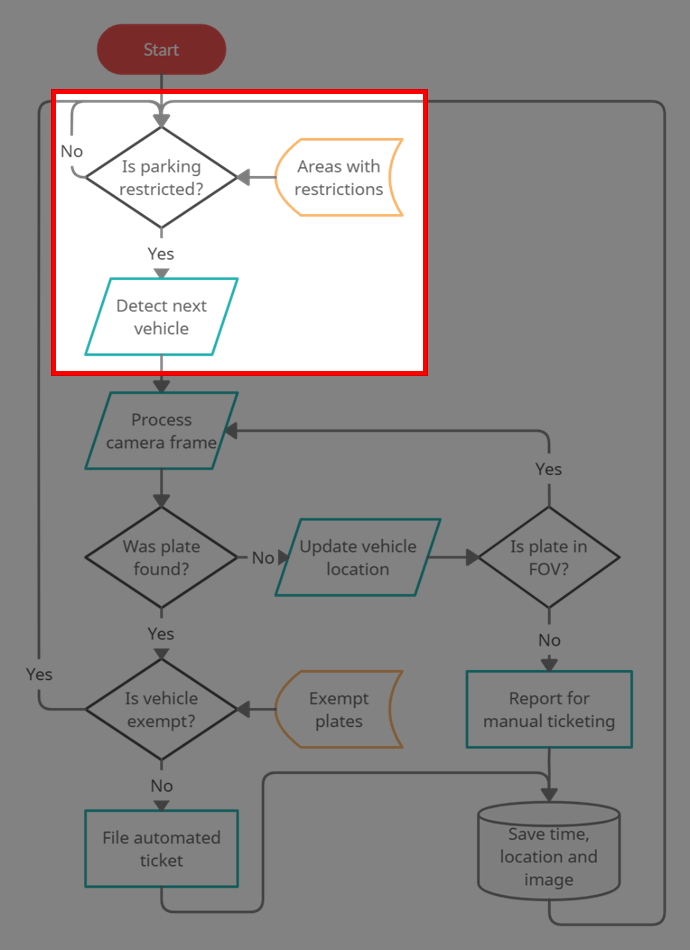 Start
No
Is parking
restricted?
Areas with
restrictions
Yes
Detect next
vehicle
Process
camera frame
Yes
Was plate
found?
No
Update vehicle
location
Is plate in
FOV?
Yes
No
Yes
Is vehicle
exempt?
Exempt
plates
Report for
manual ticketing
No
File automated
ticket
Save time,
location and
image